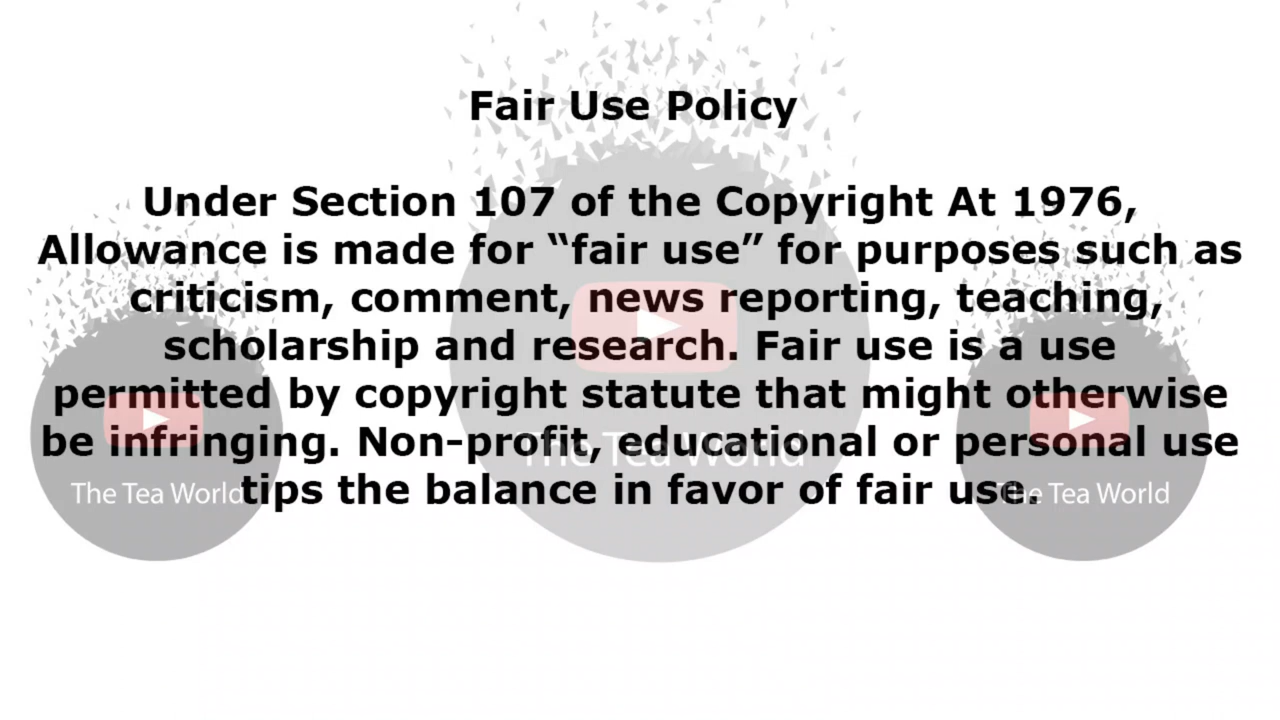 Fair Use Policy
Under Section 107 of the Copyright At 1976,
Allowance is made for “fair use” for purposes such as
criticism, comment, news reporting, teaching,
scholarship and research. Fair use is a use
permitted by copyright statute that might otherwise
be infringing. Non-profit, educational or personal use
tips the balance in favor of fair use.
The Tea World
The Tea World
The Tea World